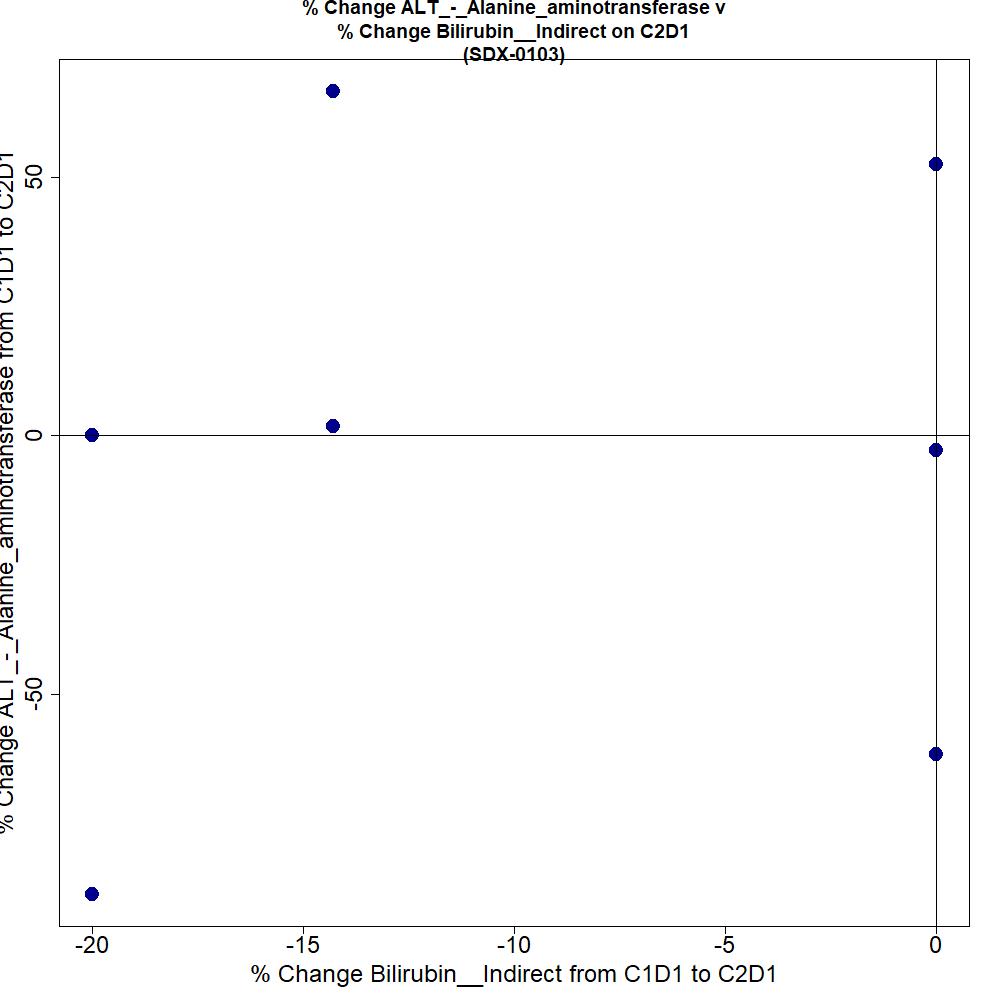 % Change ALT_-_Alanine_aminotransferase v
% Change Bilirubin__Indirect on C2D1
(SDX-0103)
% Change ALT_-_Alanine_aminotransferase from C1D1 to C2D1
50
0
-50
-20
-15
-10
-5
0
% Change Bilirubin__Indirect from C1D1 to C2D1